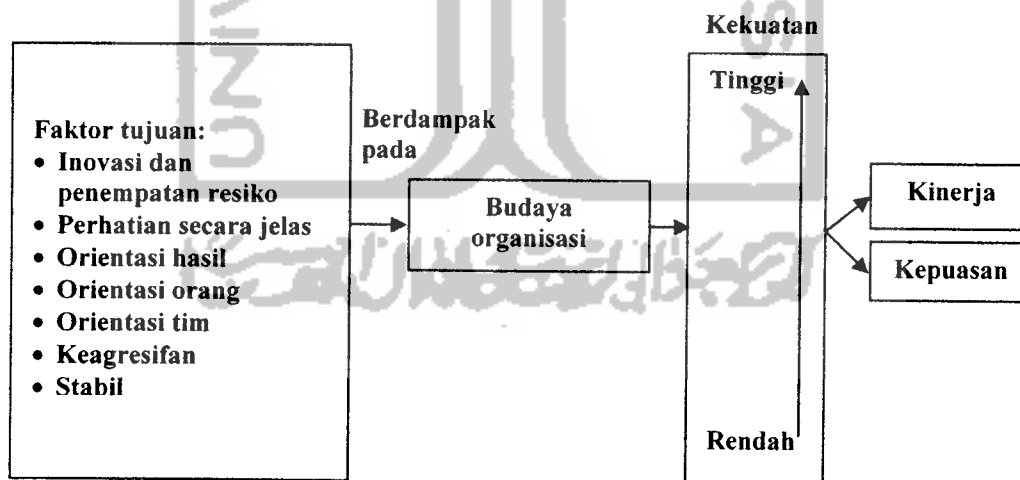 Kekuatan
Faktor tujuan:
• Inovasi dan
penempatan resiko
• Perhatian secara jelas
• Orientasi hasil
• Orientasi orang
• Orientasi tim
• Keagresifan
• Stabil
Berdampak
pada
Budaya
organisasi
Tinggi
Rendah
Kinerja
Kepuasan